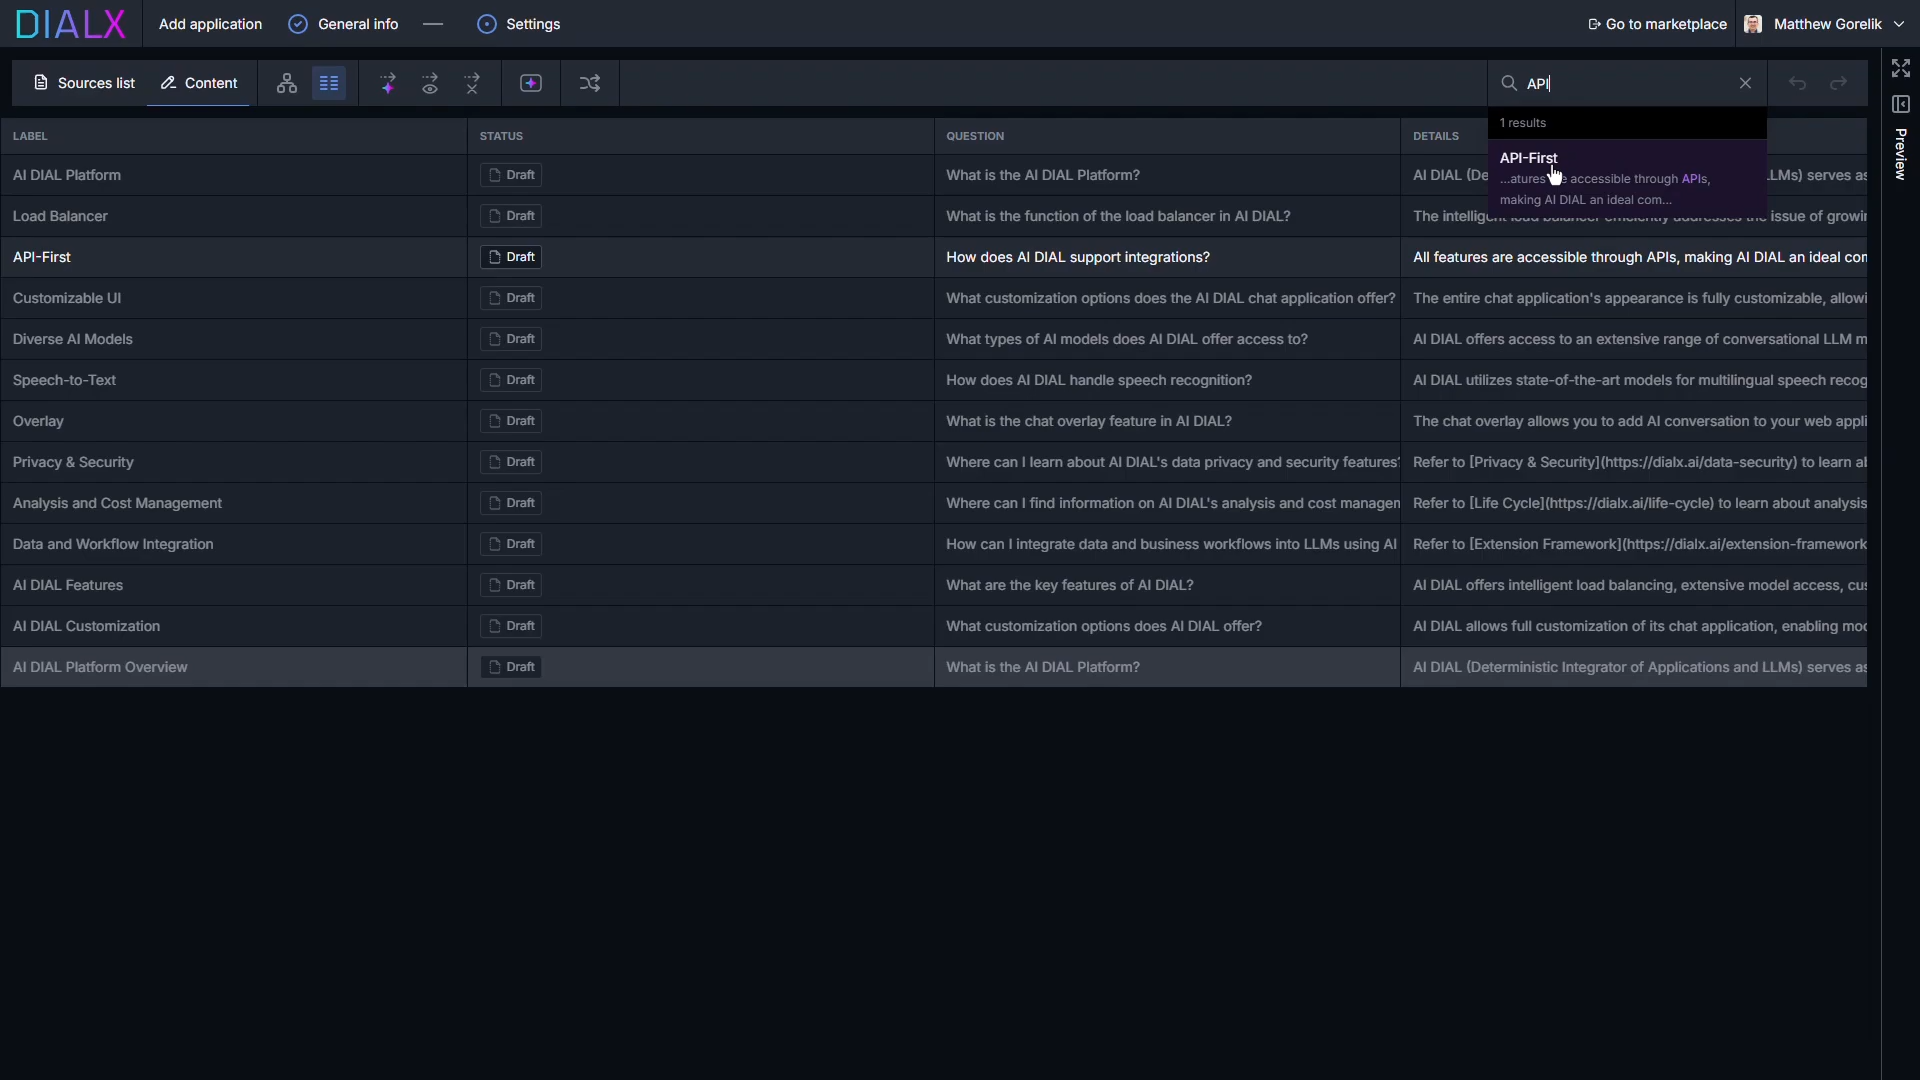 DIALX
Add application
General info
Settings
Go to marketplace
Matthew Gorelik
Sources list
Content
API
1 results
API-First
...atures
accessible through APIs,
making AI DIAL an ideal com...
Preview
LABEL STATUS QUESTION DETAILS
AI DIAL Platform Draft What is the AI DIAL Platform? AI DIAL (De LLMs) serves as
Load Balancer Draft What is the function of the load balancer in AI DIAL? The intelligent load balancer efficiently addresses the issue of growi
API-First Draft How does AI DIAL support integrations? All features are accessible through APIs, making AI DIAL an ideal con
Customizable UI Draft What customization options does the AI DIAL chat application offer? The entire chat application's appearance is fully customizable, allowi
Diverse AI Models Draft What types of AI models does AI DIAL offer access to? AI DIAL offers access to an extensive range of conversational LLM m
Speech-to-Text Draft How does AI DIAL handle speech recognition? AI DIAL utilizes state-of-the-art models for multilingual speech recog
Overlay Draft What is the chat overlay feature in AI DIAL? The chat overlay allows you to add AI conversation to your web appli
Privacy & Security Draft Where can I learn about AI DIAL's data privacy and security features? Refer to [Privacy & Security](https://dialx.ai/data-security) to learn al
Analysis and Cost Management Draft Where can I find information on AI DIAL's analysis and cost managen Refer to [Life Cycle](https://dialx.ai/life-cycle) to learn about analysis
Data and Workflow Integration Draft How can I integrate data and business workflows into LLMs using AI Refer to [Extension Framework](https://dialx.ai/extension-framework
AI DIAL Features Draft What are the key features of AI DIAL? AI DIAL offers intelligent load balancing, extensive model access, cus
AI DIAL Customization Draft What customization options does AI DIAL offer? AI DIAL allows full customization of its chat application, enabling moc
AI DIAL Platform Overview Draft What is the AI DIAL Platform? AI DIAL (Deterministic Integrator of Applications and LLMs) serves as